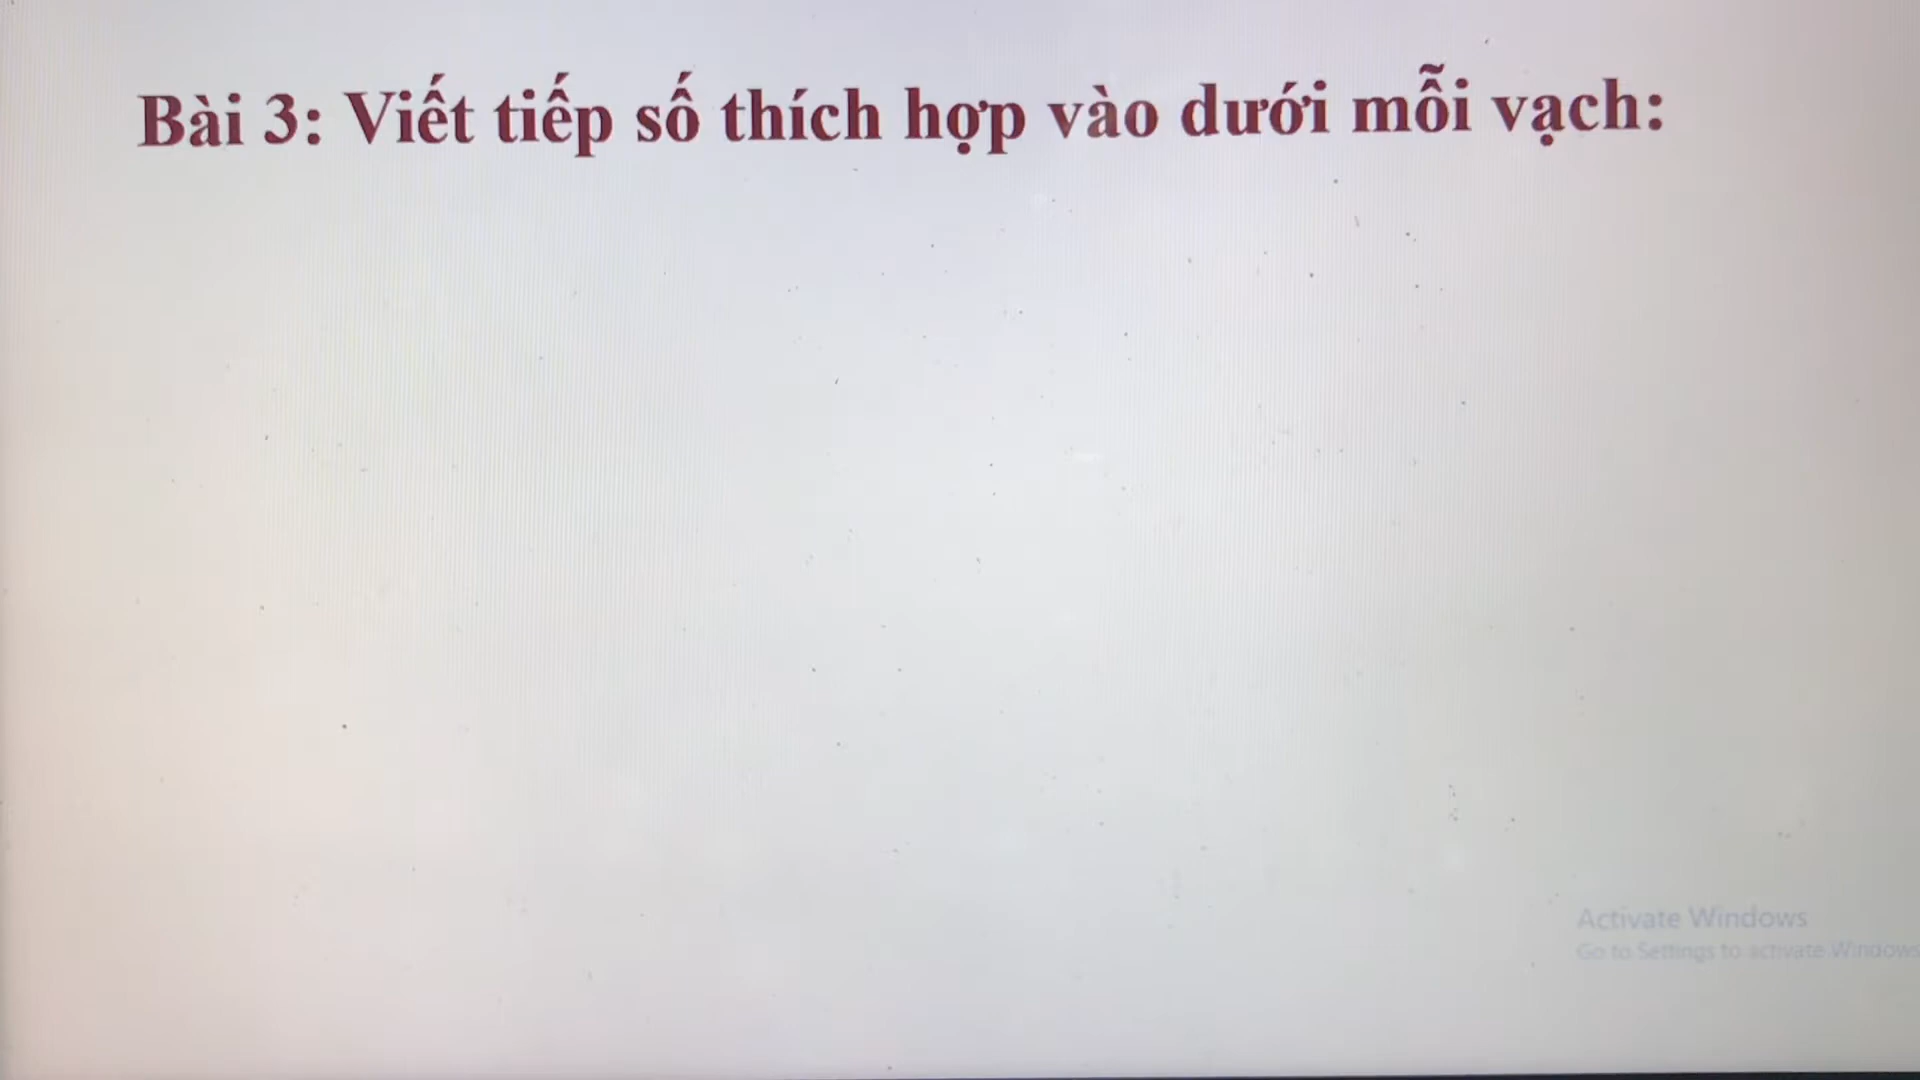 Bài 3: Viết tiếp số thích hợp vào dưới mỗi vạch:
Activate Windows
Go to Settings to activate Windows